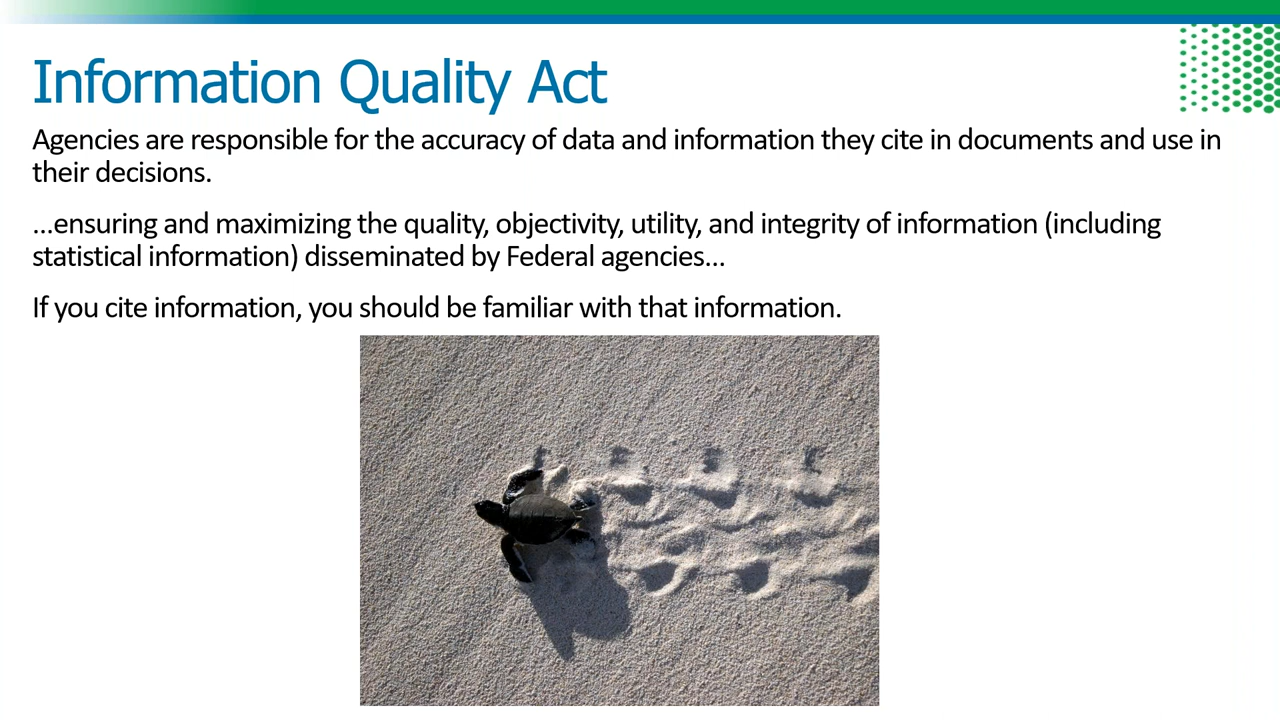 Information Quality Act
Agencies are responsible for the accuracy of data and information they cite in documents and use in
their decisions.
...ensuring and maximizing the quality, objectivity, utility, and integrity of information (including
statistical information) disseminated by Federal agencies...
If you cite information, you should be familiar with that information.